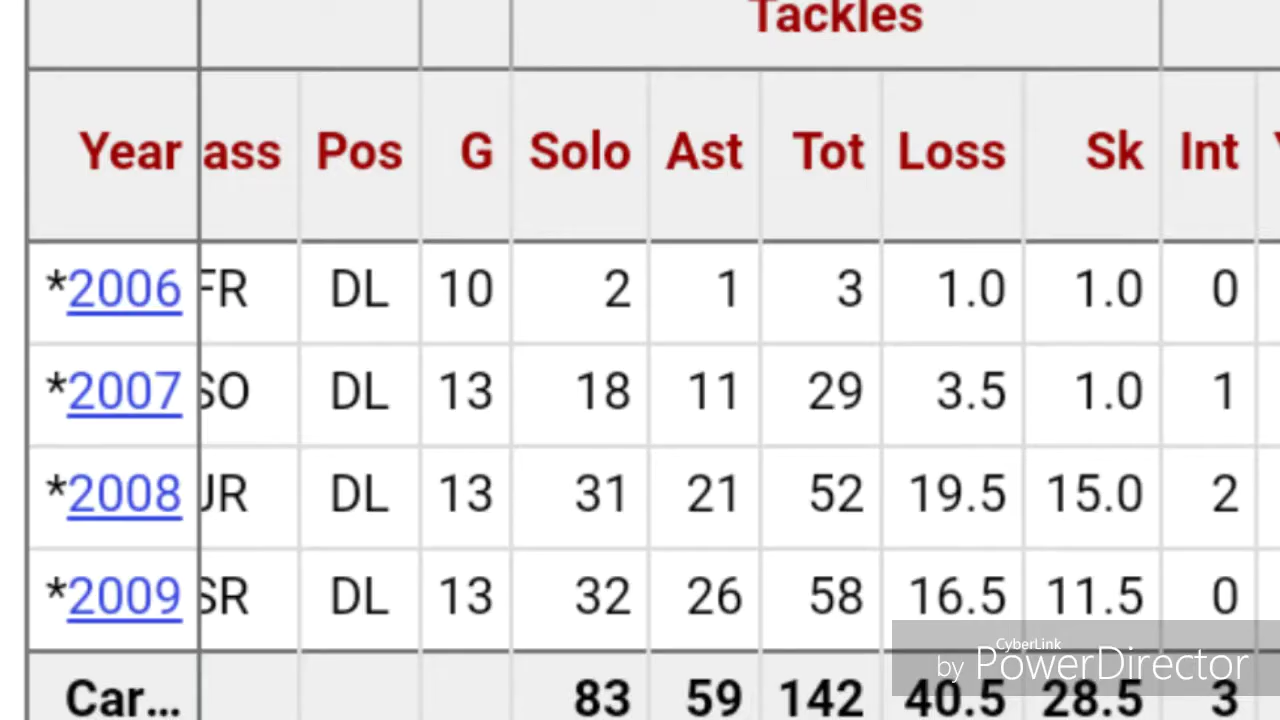 Tackles
Year ass Pos G Solo Ast Tot Loss Sk Int
*2006 FR DL 10 2 1 3 1.0 1.0 0
*2007 SO DL 13 18 11 29 3.5 1.0 1
*2008 JR DL 13 31 21 52 19.5 15.0 2
*2009 SR DL 13 32 26 58 16.5 11.5 0
Car... 83 59 142 40.5 28.5 3
CyberLink
by PowerDirector